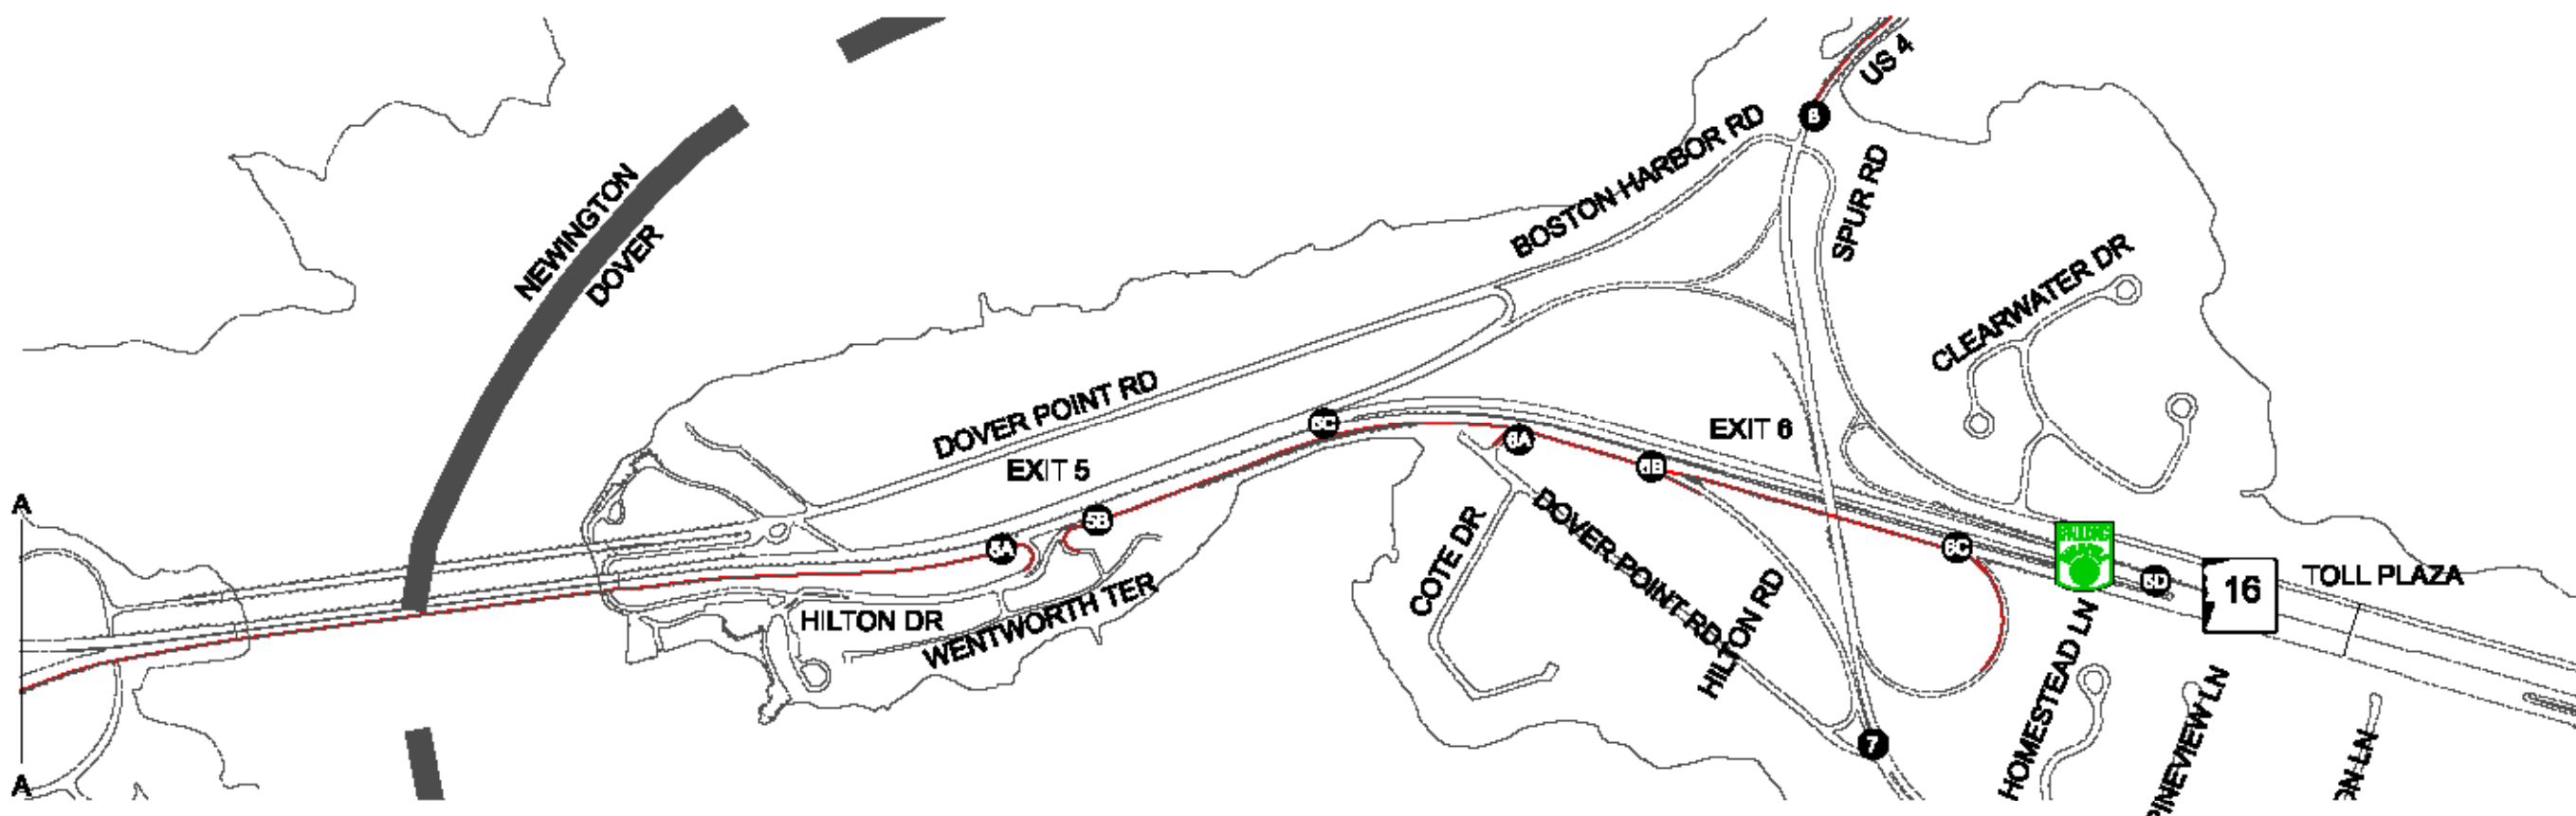 US 4
8
BOSTON HARBOR RD
SPUR RD
NEWINGTON
DOVER
CLEARWATER DR
DOVER POINT RD
EXIT 5
EXIT 6
6A
6B
A
5B
5A
COTE DR
DOVER POINT RD
HILTON RD
6C
6D
16
TOLL PLAZA
HILTON DR
WENTWORTH TER
HOMESTEAD LN
PINEVIEW LN
LN
7
A